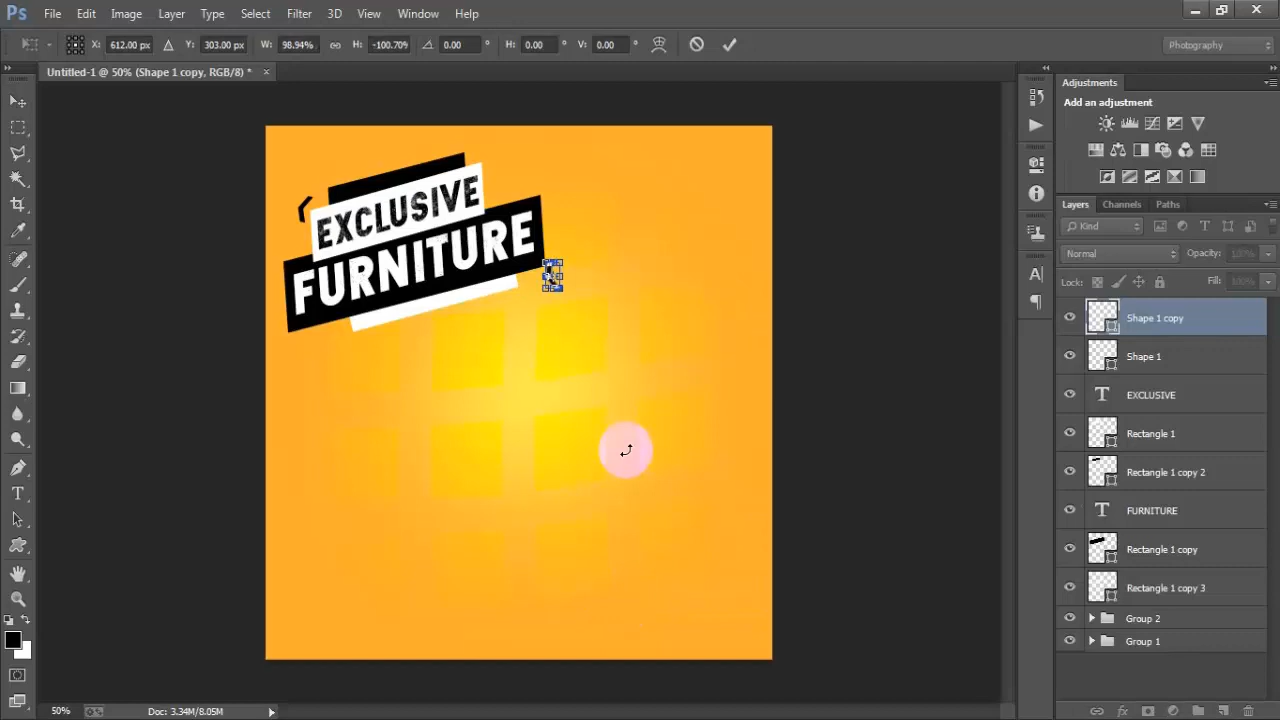 Ps File Edit Image Layer Type Select Filter 3D View Window Help
X: 612.00 px Y: 303.00 px W: 98.94% H: -100.70% 0.00 ° H: 0.00 ° V: 0.00 ° Photography
Untitled-1 @ 50% (Shape 1 copy, RGB/8) * ×
EXCLUSIVE
FURNITURE
Adjustments
Add an adjustment
Layers Channels Paths
Kind
Normal Opacity: 100%
Lock: Fill: 100%
Shape 1 copy
Shape 1
T EXCLUSIVE
Rectangle 1
Rectangle 1 copy 2
T FURNITURE
Rectangle 1 copy
Rectangle 1 copy 3
Group 2
Group 1
50% Doc: 3.34M/8.05M